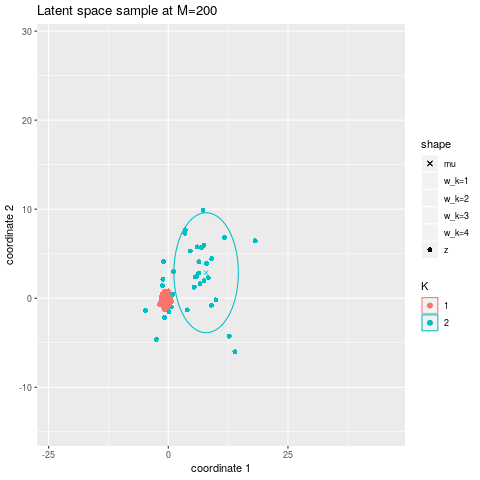 Latent space sample at M=200
30
20
10
0
-10
-25
0
25
coordinate 1
coordinate 2
shape
mu
w_k=1
w_k=2
w_k=3
w_k=4
z
K
1
2